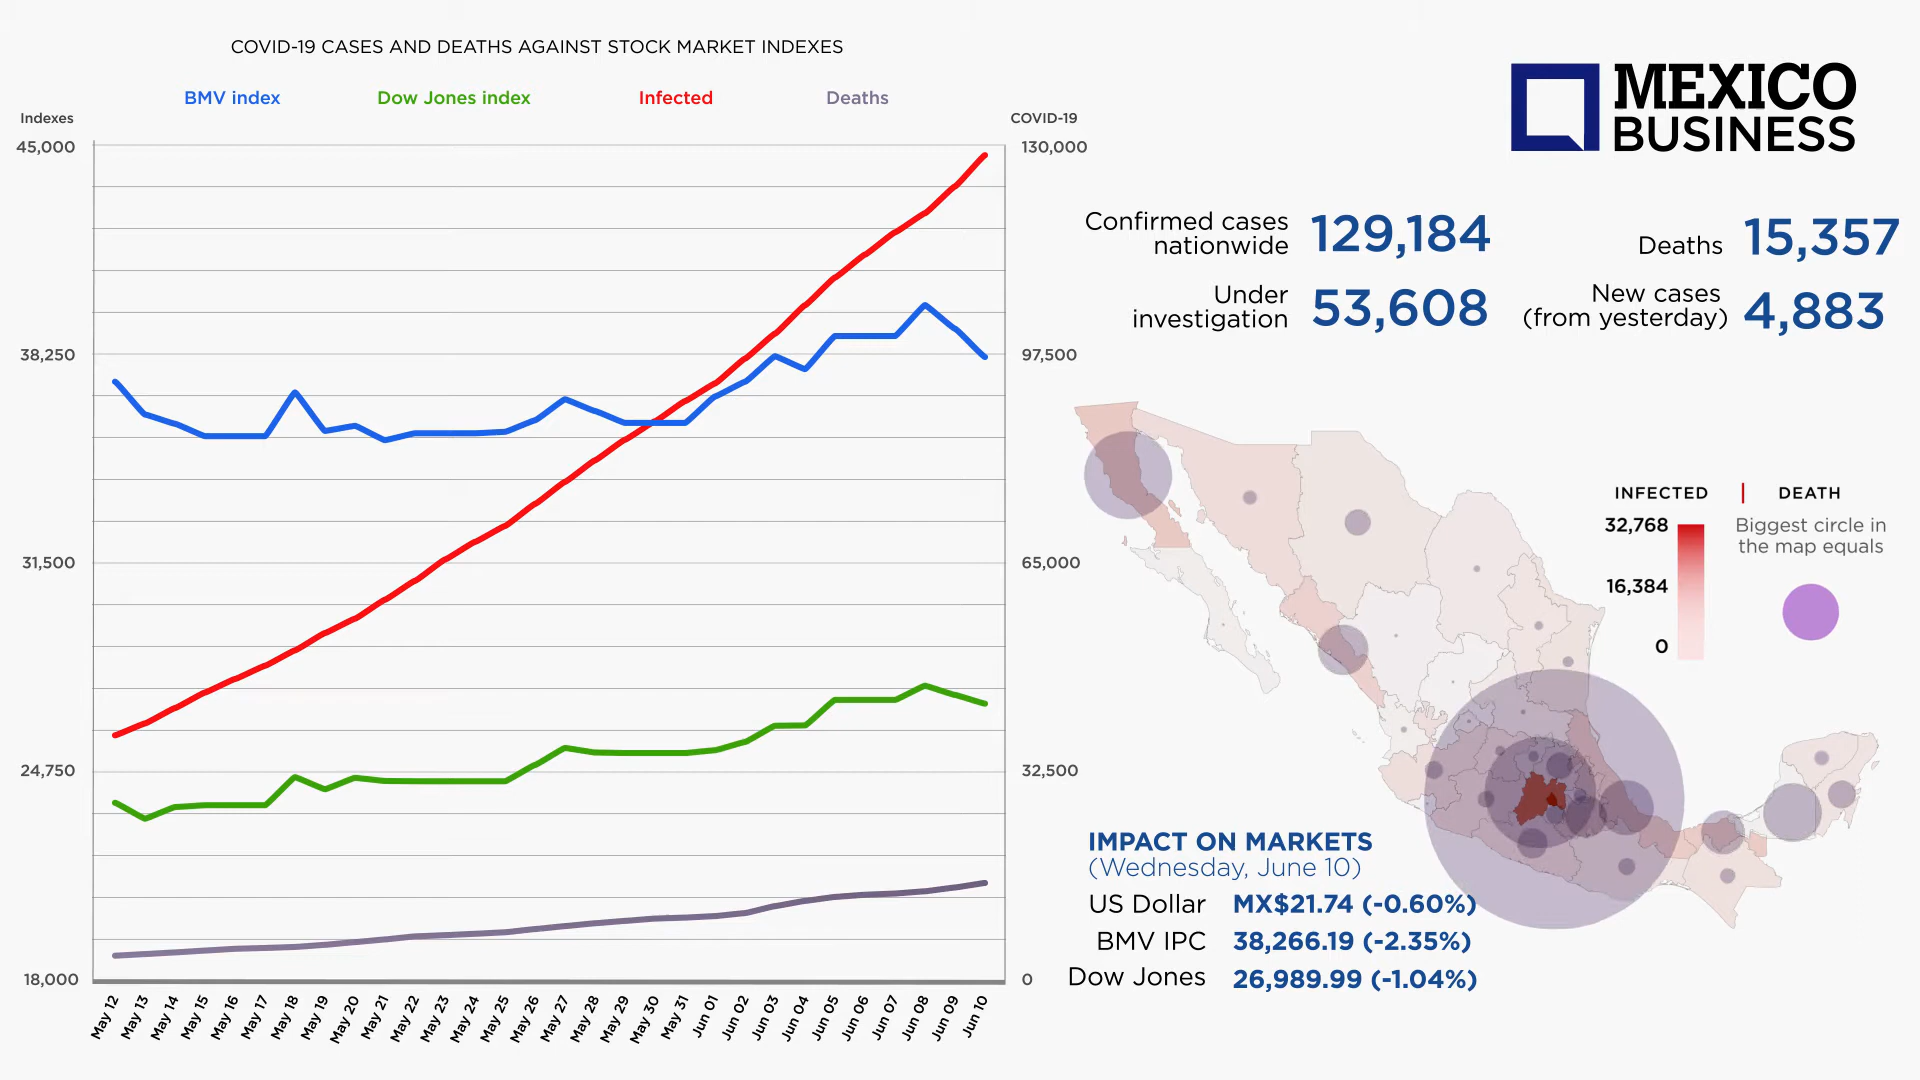 COVID-19 CASES AND DEATHS AGAINST STOCK MARKET INDEXES
BMV index
Dow Jones index
Infected
Deaths
Indexes
COVID-19
45,000
38,250
31,500
24,750
18,000
130,000
97,500
65,000
32,500
0
May 12
May 13
May 14
May 15
May 16
May 17
May 18
May 19
May 20
May 21
May 22
May 23
May 24
May 25
May 26
May 27
May 28
May 29
May 30
May 31
Jun 01
Jun 02
Jun 03
Jun 04
Jun 05
Jun 06
Jun 07
Jun 08
Jun 09
Jun 10
MEXICO
BUSINESS
Confirmed cases
nationwide
129,184
Deaths
15,357
Under
investigation
53,608
New cases
(from yesterday)
4,883
INFECTED | DEATH
32,768
16,384
0
Biggest circle in
the map equals
IMPACT ON MARKETS
(Wednesday, June 10)
US Dollar MX$21.74 (-0.60%)
BMV IPC 38,266.19 (-2.35%)
Dow Jones 26,989.99 (-1.04%)